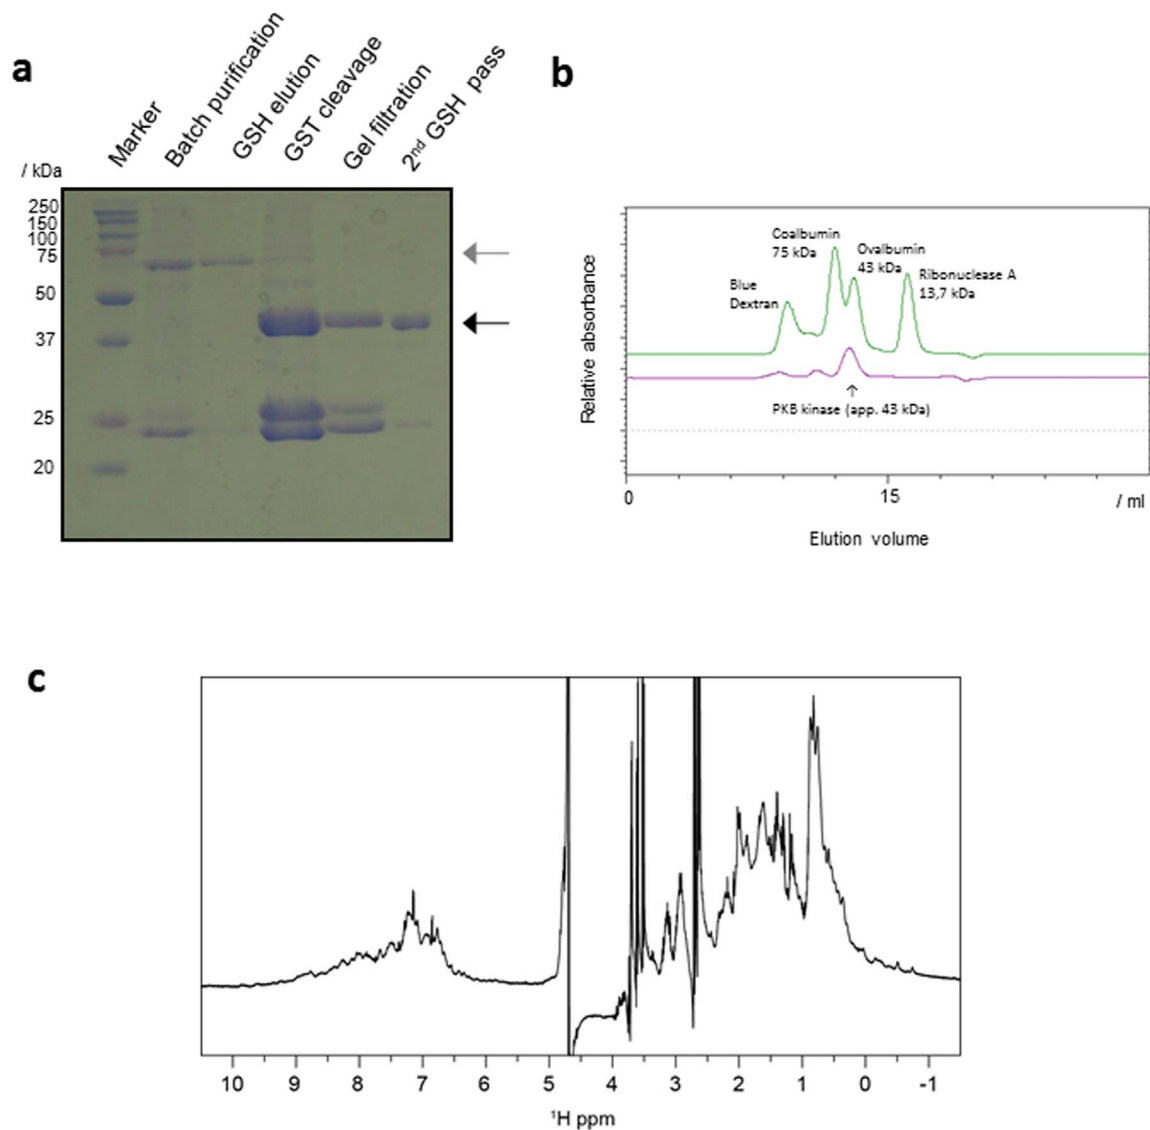 a
Marker
Batch purification
GSH elution
GST cleavage
Gel filtration
2nd GSH pass
/ kDa
250
150
100
75
50
37
25
20
b
Relative absorbance
Blue
Dextran
Coalbumin
75 kDa
Ovalbumin
43 kDa
Ribonuclease A
13,7 kDa
↑
PKB kinase (app. 43 kDa)
0 15 / ml
Elution volume
c
10 9 8 7 6 5 4 3 2 1 0 -1
¹H ppm